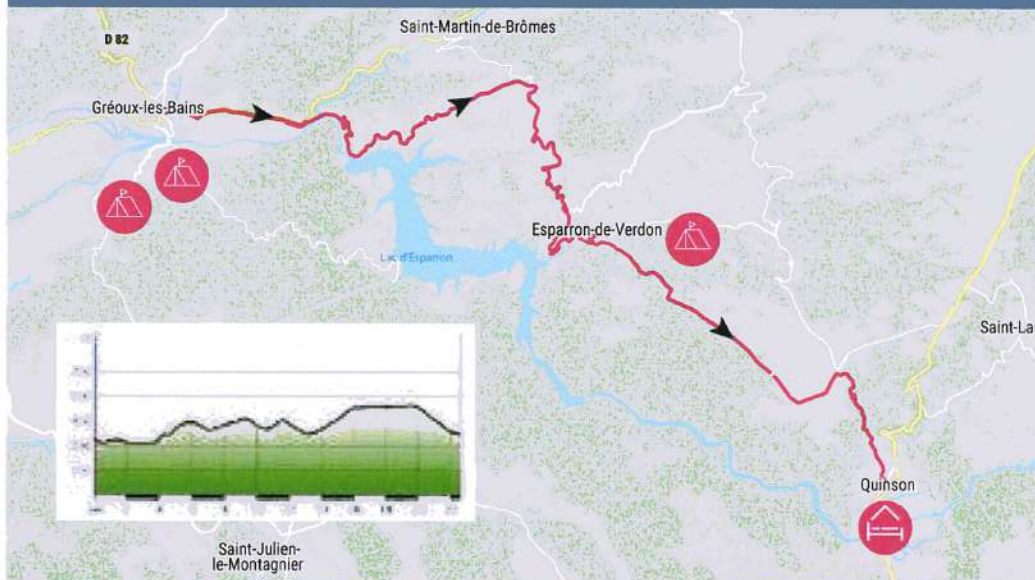 Saint-Martin-de-Brômes
D 82
Gréoux-les-Bains
Esparron-de-Verdon
Lac d'Esparron
Saint-La
Quinson
Saint-Julien-
le-Montagnier